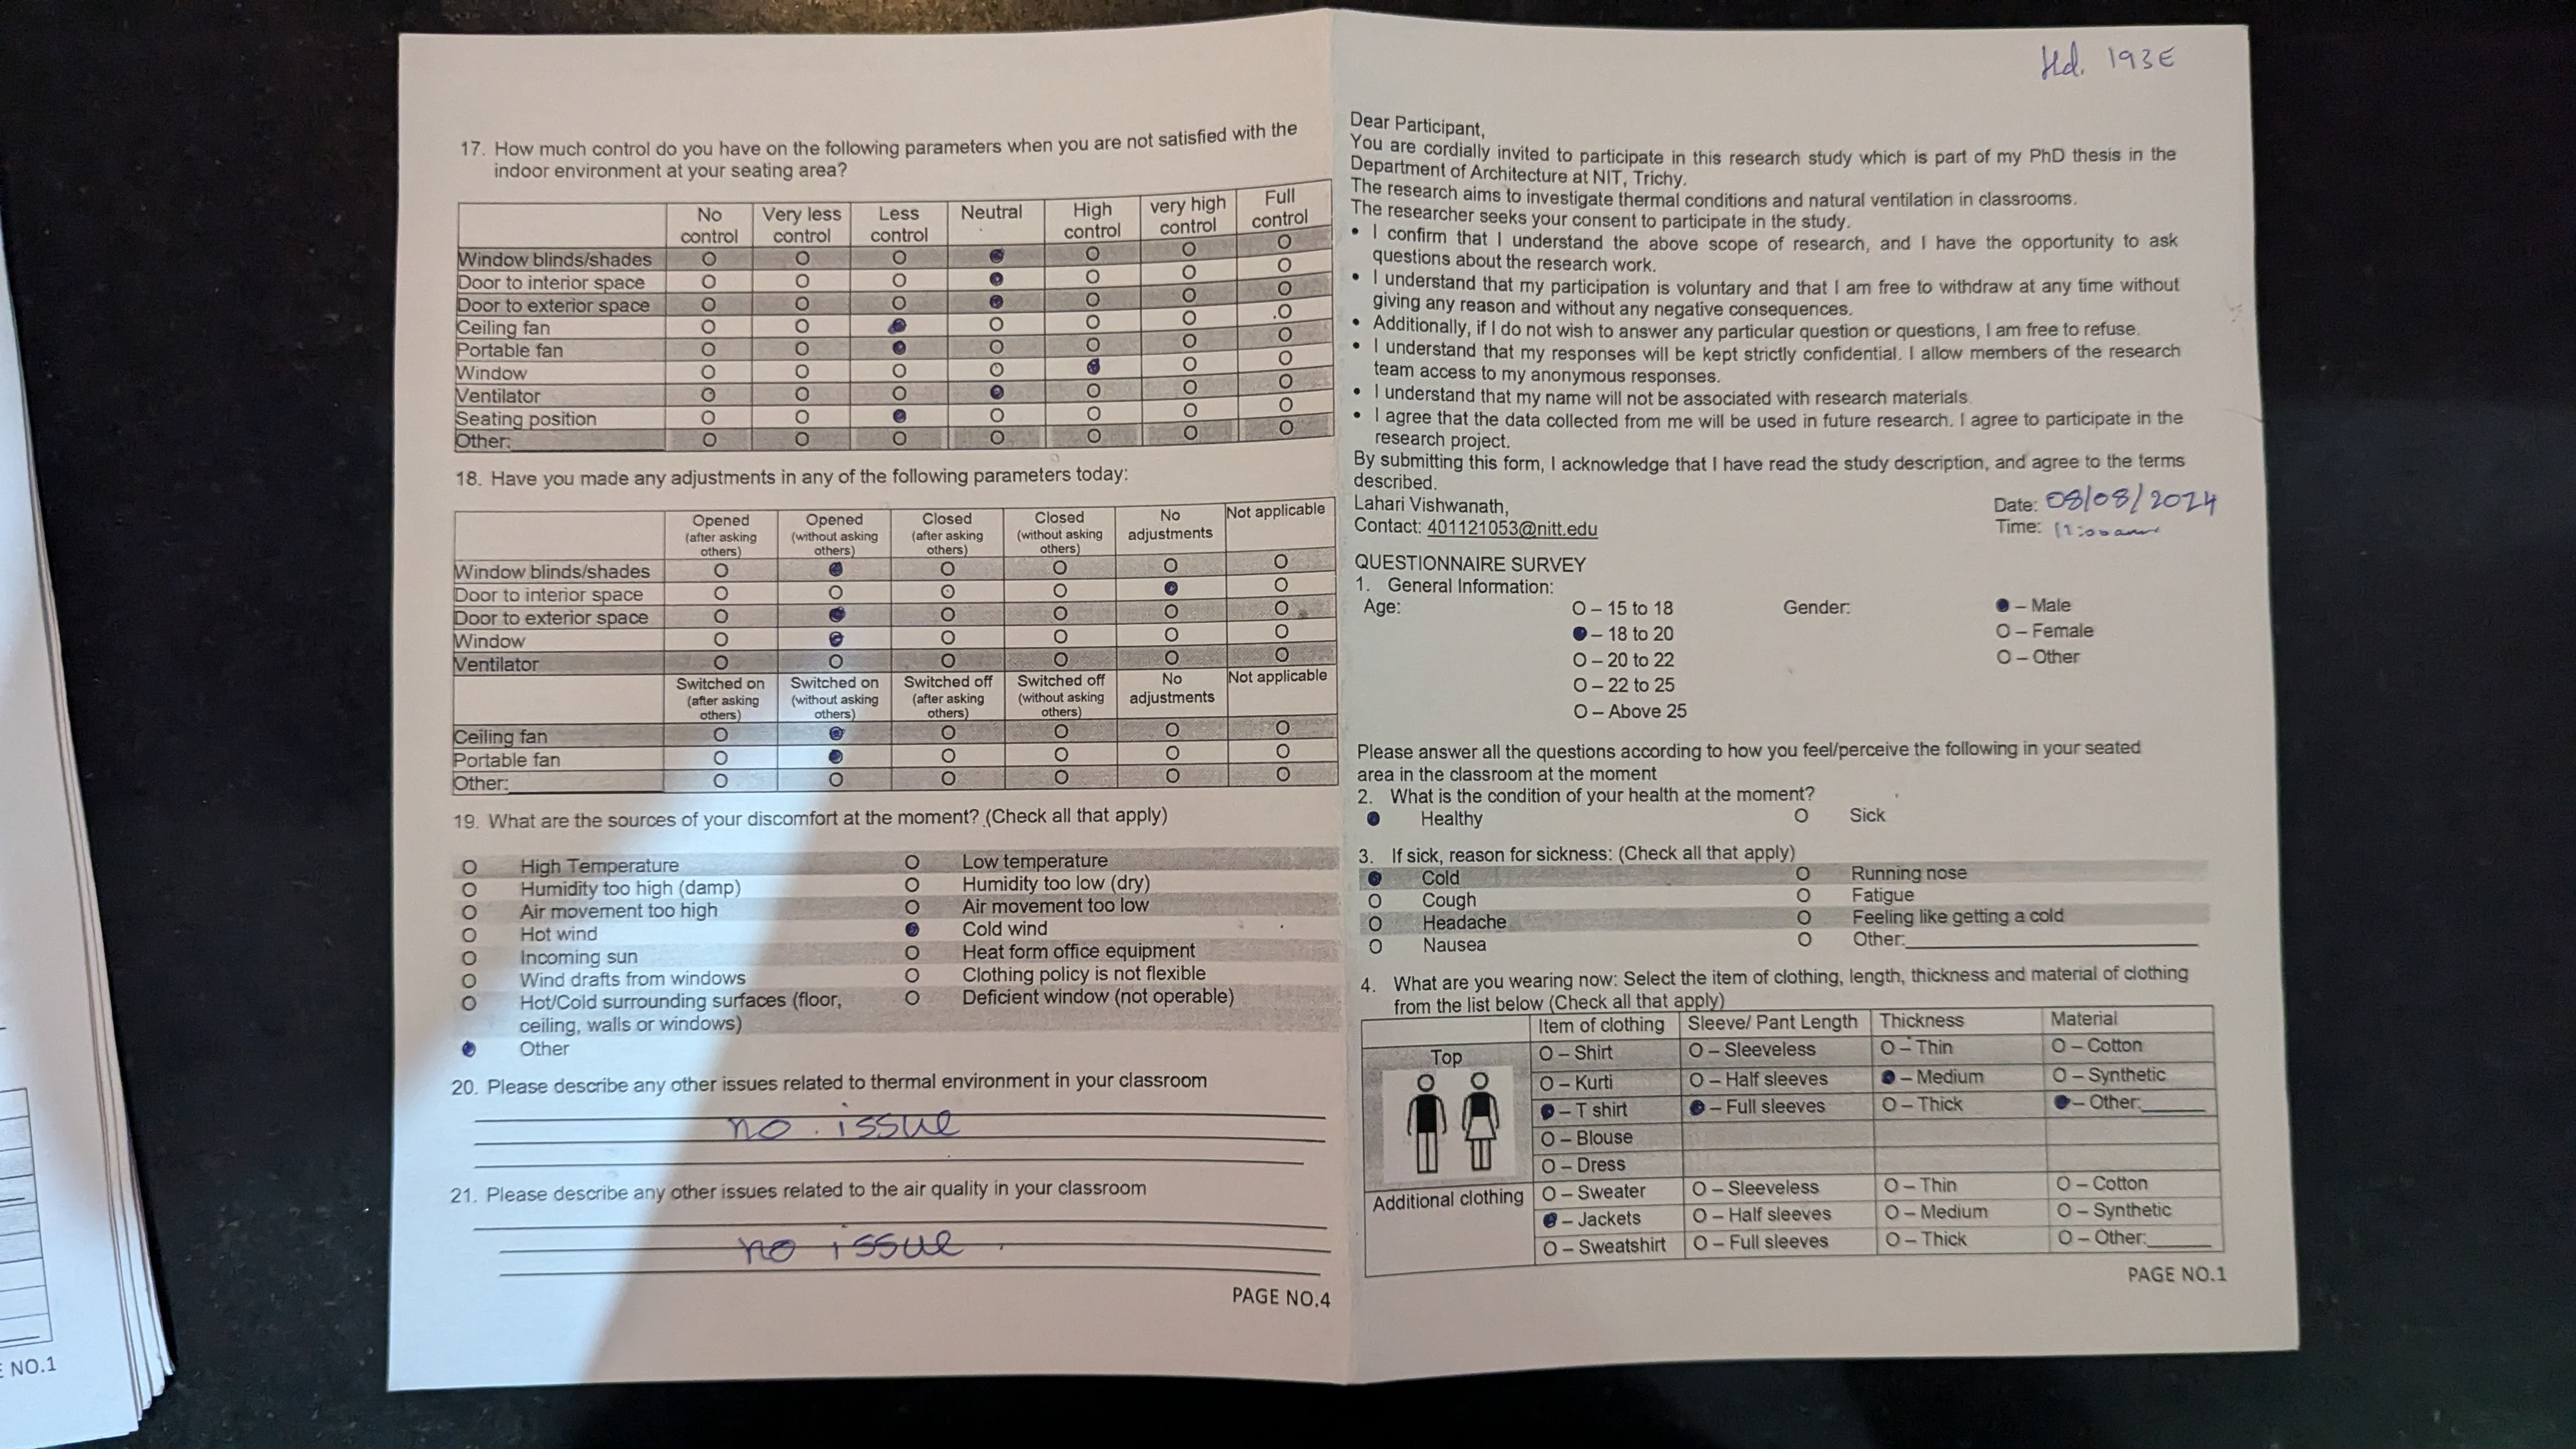 17. How much control do you have on the following parameters when you are not satisfied with the
indoor environment at your seating area?
No control Very less control Less control Neutral High control very high control Full control
Window blinds/shades O O O ● O O O
Door to interior space O O O ● O O O
Door to exterior space O O O ● O O O
Ceiling fan O O ● O O O O
Portable fan O O ● O O O O
Window O O O O ● O O
Ventilator O O O ● O O O
Seating position O O ● O O O O
Other: O O O O O O O
18. Have you made any adjustments in any of the following parameters today:
Opened (after asking others) Opened (without asking others) Closed (after asking others) Closed (without asking others) No adjustments Not applicable
Window blinds/shades O ● O O O O
Door to interior space O O O O ● O
Door to exterior space O ● O O O O
Window O ● O O O O
Ventilator O O O O O O
Switched on (after asking others) Switched on (without asking others) Switched off (after asking others) Switched off (without asking others) No adjustments Not applicable
Ceiling fan O ● O O O O
Portable fan O ● O O O O
Other: O O O O O O
19. What are the sources of your discomfort at the moment? (Check all that apply)
O High Temperature O Low temperature
O Humidity too high (damp) O Humidity too low (dry)
O Air movement too high O Air movement too low
O Hot wind ● Cold wind
O Incoming sun O Heat form office equipment
O Wind drafts from windows O Clothing policy is not flexible
O Hot/Cold surrounding surfaces (floor, O Deficient window (not operable)
ceiling, walls or windows)
● Other
20. Please describe any other issues related to thermal environment in your classroom
no issue
21. Please describe any other issues related to the air quality in your classroom
no issue
PAGE NO.4
193E
Dear Participant,
You are cordially invited to participate in this research study which is part of my PhD thesis in the
Department of Architecture at NIT, Trichy.
The research aims to investigate thermal conditions and natural ventilation in classrooms.
The researcher seeks your consent to participate in the study.
• I confirm that I understand the above scope of research, and I have the opportunity to ask
questions about the research work.
• I understand that my participation is voluntary and that I am free to withdraw at any time without
giving any reason and without any negative consequences.
• Additionally, if I do not wish to answer any particular question or questions, I am free to refuse.
• I understand that my responses will be kept strictly confidential. I allow members of the research
team access to my anonymous responses.
• I understand that my name will not be associated with research materials.
• I agree that the data collected from me will be used in future research. I agree to participate in the
research project.
By submitting this form, I acknowledge that I have read the study description, and agree to the terms
described.
Lahari Vishwanath, Date: 08/08/2024
Contact: 401121053@nitt.edu Time:
QUESTIONNAIRE SURVEY
1. General Information:
Age: O – 15 to 18 Gender: ● – Male
● – 18 to 20 O – Female
O – 20 to 22 O – Other
O – 22 to 25
O – Above 25
Please answer all the questions according to how you feel/perceive the following in your seated
area in the classroom at the moment
2. What is the condition of your health at the moment?
● Healthy O Sick
3. If sick, reason for sickness: (Check all that apply)
● Cold O Running nose
O Cough O Fatigue
O Headache O Feeling like getting a cold
O Nausea O Other:
4. What are you wearing now: Select the item of clothing, length, thickness and material of clothing
from the list below (Check all that apply)
Item of clothing Sleeve/ Pant Length Thickness Material
Top O – Shirt O – Sleeveless O – Thin O – Cotton
O – Kurti O – Half sleeves ● – Medium O – Synthetic
● – T shirt ● – Full sleeves O – Thick ● – Other:
O – Blouse
O – Dress
Additional clothing O – Sweater O – Sleeveless O – Thin O – Cotton
● – Jackets O – Half sleeves O – Medium O – Synthetic
O – Sweatshirt O – Full sleeves O – Thick O – Other:
PAGE NO.1
NO.1